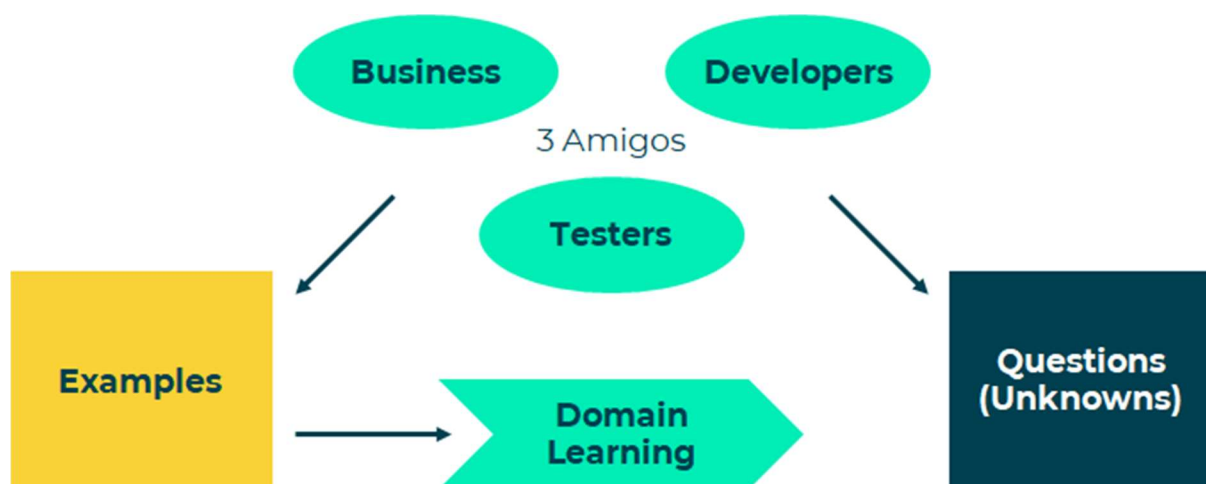 Business
Developers
3 Amigos
Testers
Examples
Domain
Learning
Questions
(Unknowns)